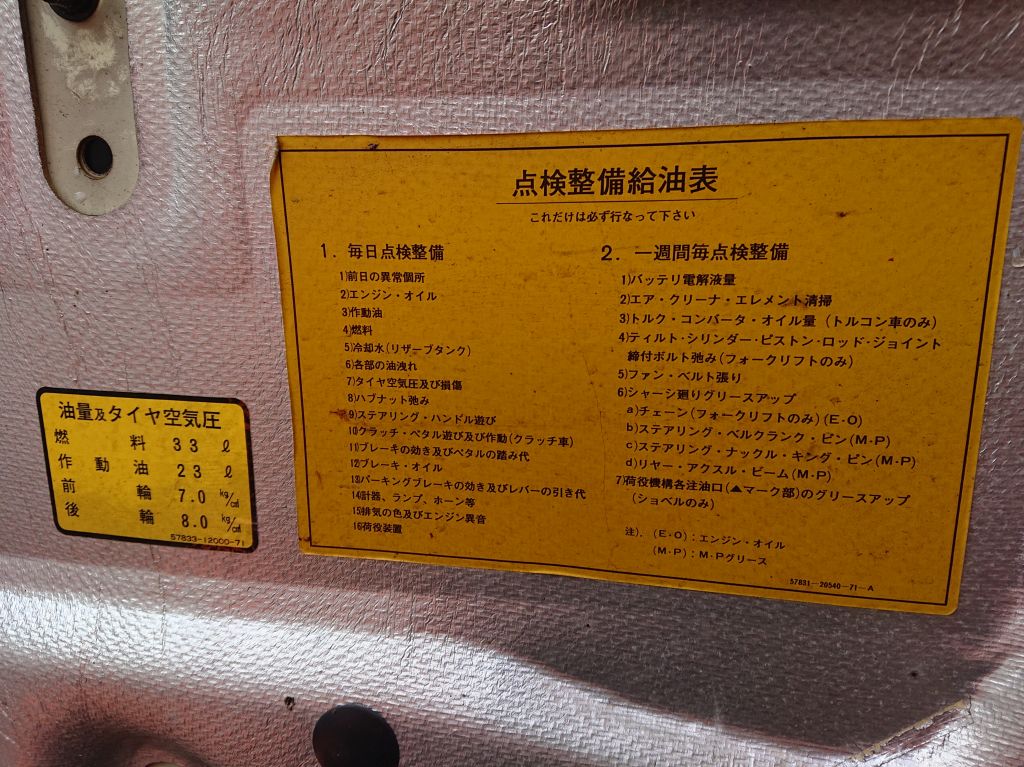 点検整備給油表
これだけは必ず行なって下さい
1. 毎日点検整備
1)前日の異常個所
2)エンジン・オイル
3)作動油
4)燃料
5)冷却水(リザーブタンク)
6)各部の油洩れ
7)タイヤ空気圧及び損傷
8)ハブナット弛み
9)ステアリング・ハンドル遊び
10)クラッチ・ペタル遊び及び作動(クラッチ車)
11)ブレーキの効き及びペタルの踏み代
12)ブレーキ・オイル
13)パーキングブレーキの効き及びレバーの引き代
14)計器、ランプ、ホーン等
15)排気の色及びエンジン異音
16)荷役装置
2. 一週間毎点検整備
1)バッテリ電解液量
2)エア・クリーナ・エレメント清掃
3)トルク・コンバータ・オイル量(トルコン車のみ)
4)ティルト・シリンダー・ピストン・ロッド・ジョイント
締付ボルト弛み(フォークリフトのみ)
5)ファン・ベルト張り
6)シャーシ廻りグリースアップ
a)チェーン(フォークリフトのみ)(E・O)
b)ステアリング・ベルクランク・ピン(M・P)
c)ステアリング・ナックル・キング・ピン(M・P)
d)リヤー・アクスル・ビーム(M・P)
7)荷役機構各注油口(▲マーク部)のグリースアップ
(ショベルのみ)
注). (E・O):エンジン・オイル
(M・P):M・Pグリース
57831-20540-71-A
油量及タイヤ空気圧
燃料 33 ℓ
作動油 23 ℓ
前輪 7.0 kg/cm²
後輪 8.0 kg/cm²
57833-12000-71